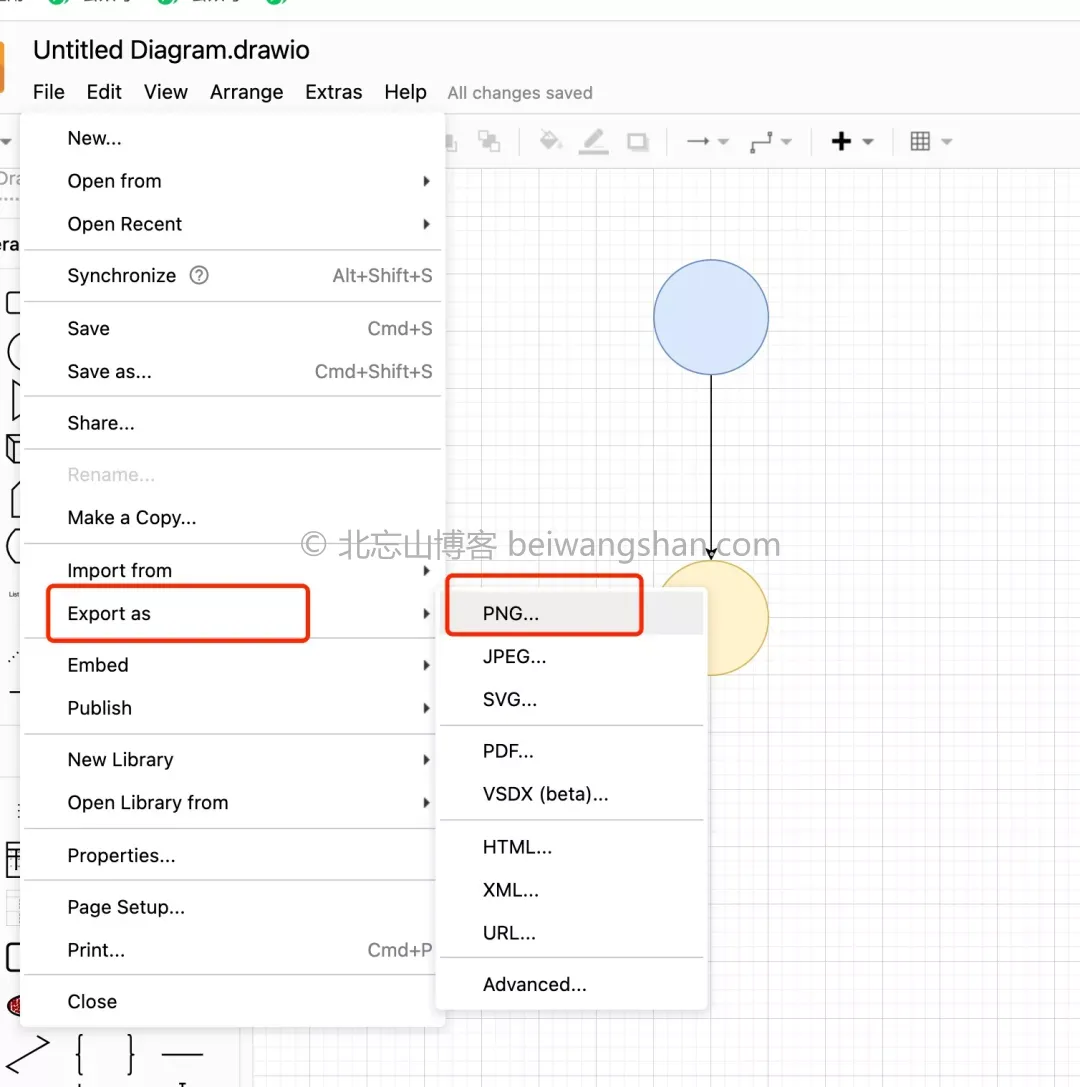 Untitled Diagram.drawio
File Edit View Arrange Extras Help All changes saved
New...
Open from
Open Recent
Synchronize Alt+Shift+S
Save Cmd+S
Save as... Cmd+Shift+S
Share...
Rename...
Make a Copy...
© 北忘山博客 beiwangshan.com
Import from
Export as
Embed
Publish
New Library
Open Library from
Properties...
Page Setup...
Print... Cmd+P
Close
PNG...
JPEG...
SVG...
PDF...
VSDX (beta)...
HTML...
XML...
URL...
Advanced...